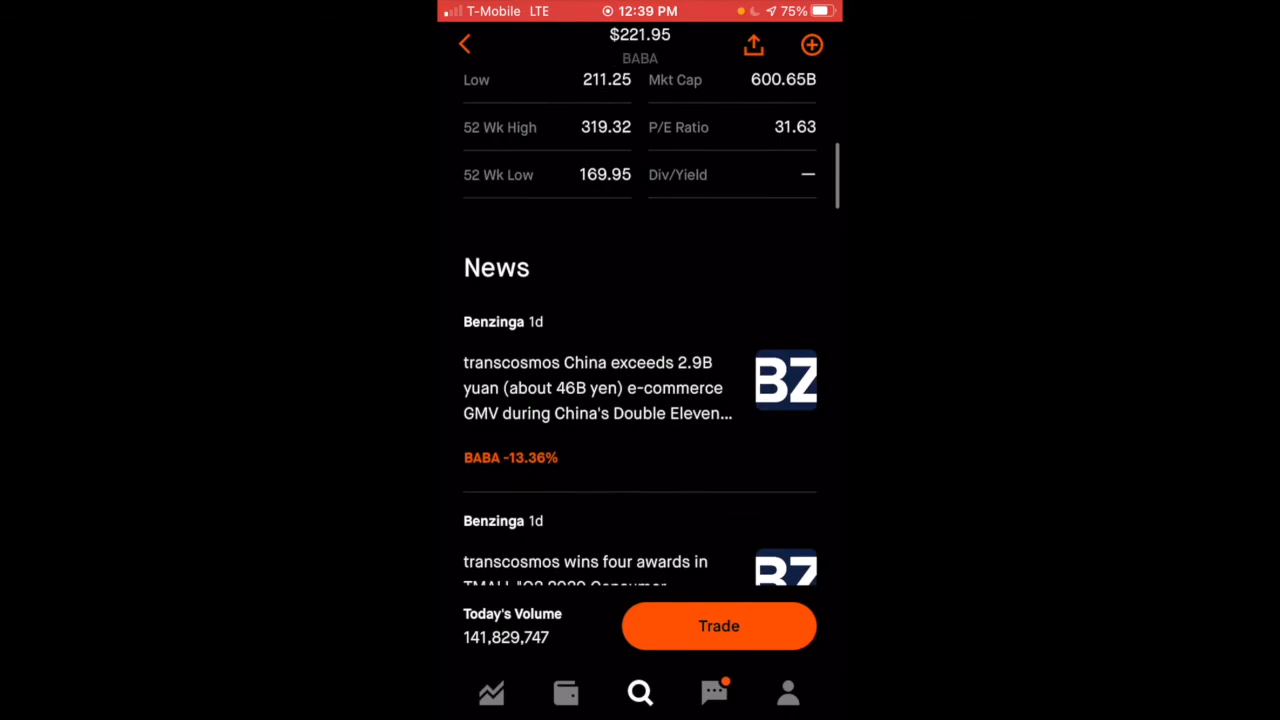 T-Mobile LTE 12:39 PM 75%
$221.95
BABA
Low 211.25 Mkt Cap 600.65B
52 Wk High 319.32 P/E Ratio 31.63
52 Wk Low 169.95 Div/Yield —
News
Benzinga 1d
transcosmos China exceeds 2.9B
yuan (about 46B yen) e-commerce
GMV during China's Double Eleven...
BZ
BABA -13.36%
Benzinga 1d
transcosmos wins four awards in
BZ
Today's Volume
141,829,747
Trade